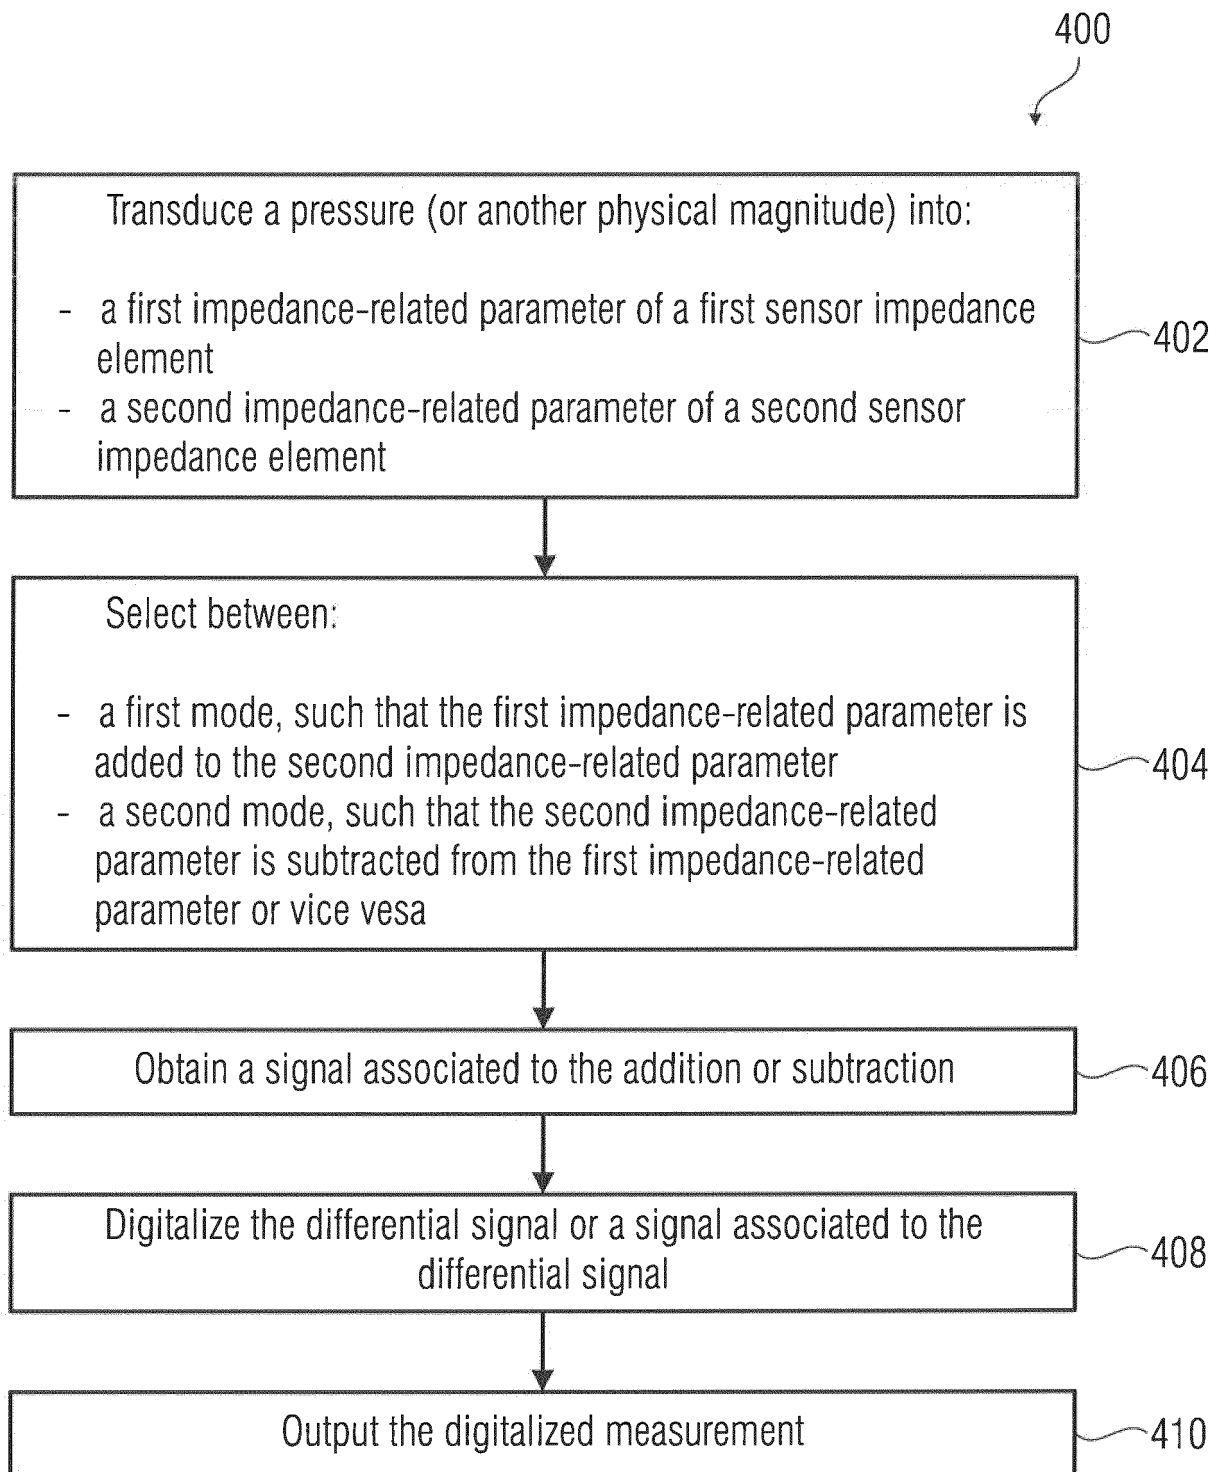 400
Transduce a pressure (or another physical magnitude) into:
- a first impedance-related parameter of a first sensor impedance
element
- a second impedance-related parameter of a second sensor
impedance element
402
Select between:
- a first mode, such that the first impedance-related parameter is
added to the second impedance-related parameter
- a second mode, such that the second impedance-related
parameter is subtracted from the first impedance-related
parameter or vice vesa
404
Obtain a signal associated to the addition or subtraction
406
Digitalize the differential signal or a signal associated to the
differential signal
408
Output the digitalized measurement
410